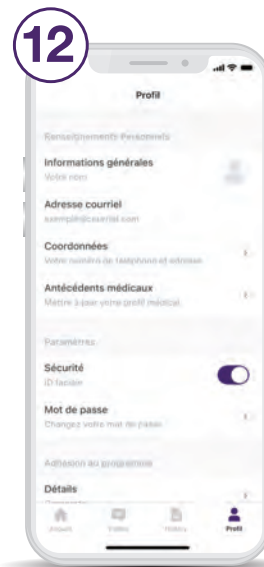 12
Profil
Renseignements Personnels
Informations générales
Votre nom
Adresse courriel
exemple@courriel.com
Coordonnées
Votre numéro de téléphone et adresse
Antécédents médicaux
Mettre à jour votre profil médical
Paramètres
Sécurité
ID faciale
Mot de passe
Changez votre mot de passe
Adhésion au programme
Détails
Accueil
Profil